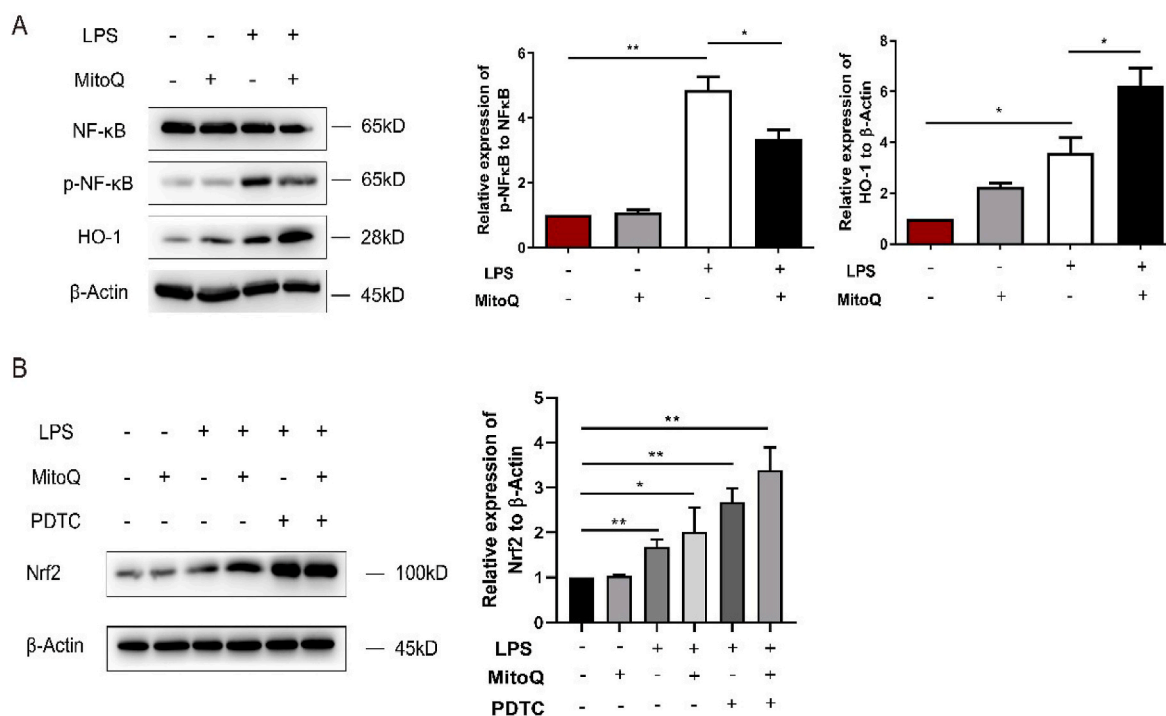 A
LPS - - + +
MitoQ - + - +
NF-κB 65kD
p-NF-κB 65kD
HO-1 28kD
β-Actin 45kD
Relative expression of
p-NFκB to NFκB
6
4
2
0
**
*
LPS - - + +
MitoQ - + - +
Relative expression of
HO-1 to β-Actin
8
6
4
2
0
*
*
LPS - - + +
MitoQ - + - +
B
LPS - - + + + +
MitoQ - + - + - +
PDTC - - - - + +
Nrf2 100kD
β-Actin 45kD
Relative expression of
Nrf2 to β-Actin
5
4
3
2
1
0
**
**
*
**
LPS - - + + + +
MitoQ - + - + - +
PDTC - - - - + +